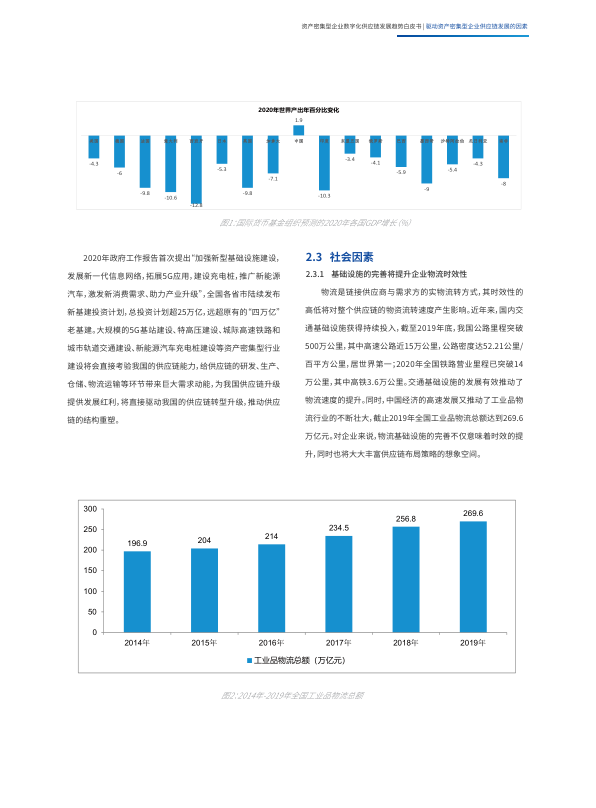 资产密集型企业数字化供应链发展趋势白皮书 | 驱动资产密集型企业供应链发展的因素
2020年世界产出年百分比变化
1.9
中国
-4.3
-6
-9.8
-10.6
-12.8
-5.3
-9.8
-7.1
-10.3
-3.4
-4.1
-5.9
-9
-5.4
-4.3
-8
图1:国际货币基金组织预测的2020年各国GDP增长 (%)
2020年政府工作报告首次提出“加强新型基础设施建设,
发展新一代信息网络, 拓展5G应用, 建设充电桩, 推广新能源
汽车, 激发新消费需求、助力产业升级”, 全国各省市陆续发布
新基建投资计划, 总投资计划超25万亿, 远超原有的“四万亿”
老基建。大规模的5G基站建设、特高压建设、城际高速铁路和
城市轨道交通建设、新能源汽车充电桩建设等资产密集型行业
建设将会直接考验我国的供应链能力, 给供应链的研发、生产、
仓储、物流运输等环节带来巨大需求动能, 为我国供应链升级
提供发展红利, 将直接驱动我国的供应链转型升级, 推动供应
链的结构重塑。
2.3 社会因素
2.3.1 基础设施的完善将提升企业物流时效性
物流是链接供应商与需求方的实物流转方式, 其时效性的
高低将对整个供应链的物资流转速度产生影响。近年来, 国内交
通基础设施获得持续投入, 截至2019年底, 我国公路里程突破
500万公里, 其中高速公路近15万公里, 公路密度达52.21公里/
百平方公里, 居世界第一; 2020年全国铁路营业里程已突破14
万公里, 其中高铁3.6万公里。交通基础设施的发展有效推动了
物流速度的提升。同时, 中国经济的高速发展又推动了工业品物
流行业的不断壮大, 截止2019年全国工业品物流总额达到269.6
万亿元。对企业来说, 物流基础设施的完善不仅意味着时效的提
升, 同时也将大大丰富供应链布局策略的想象空间。
300
250
200
150
100
50
0
196.9
204
214
234.5
256.8
269.6
2014年
2015年
2016年
2017年
2018年
2019年
工业品物流总额（万亿元）
图2:2014年-2019年全国工业品物流总额